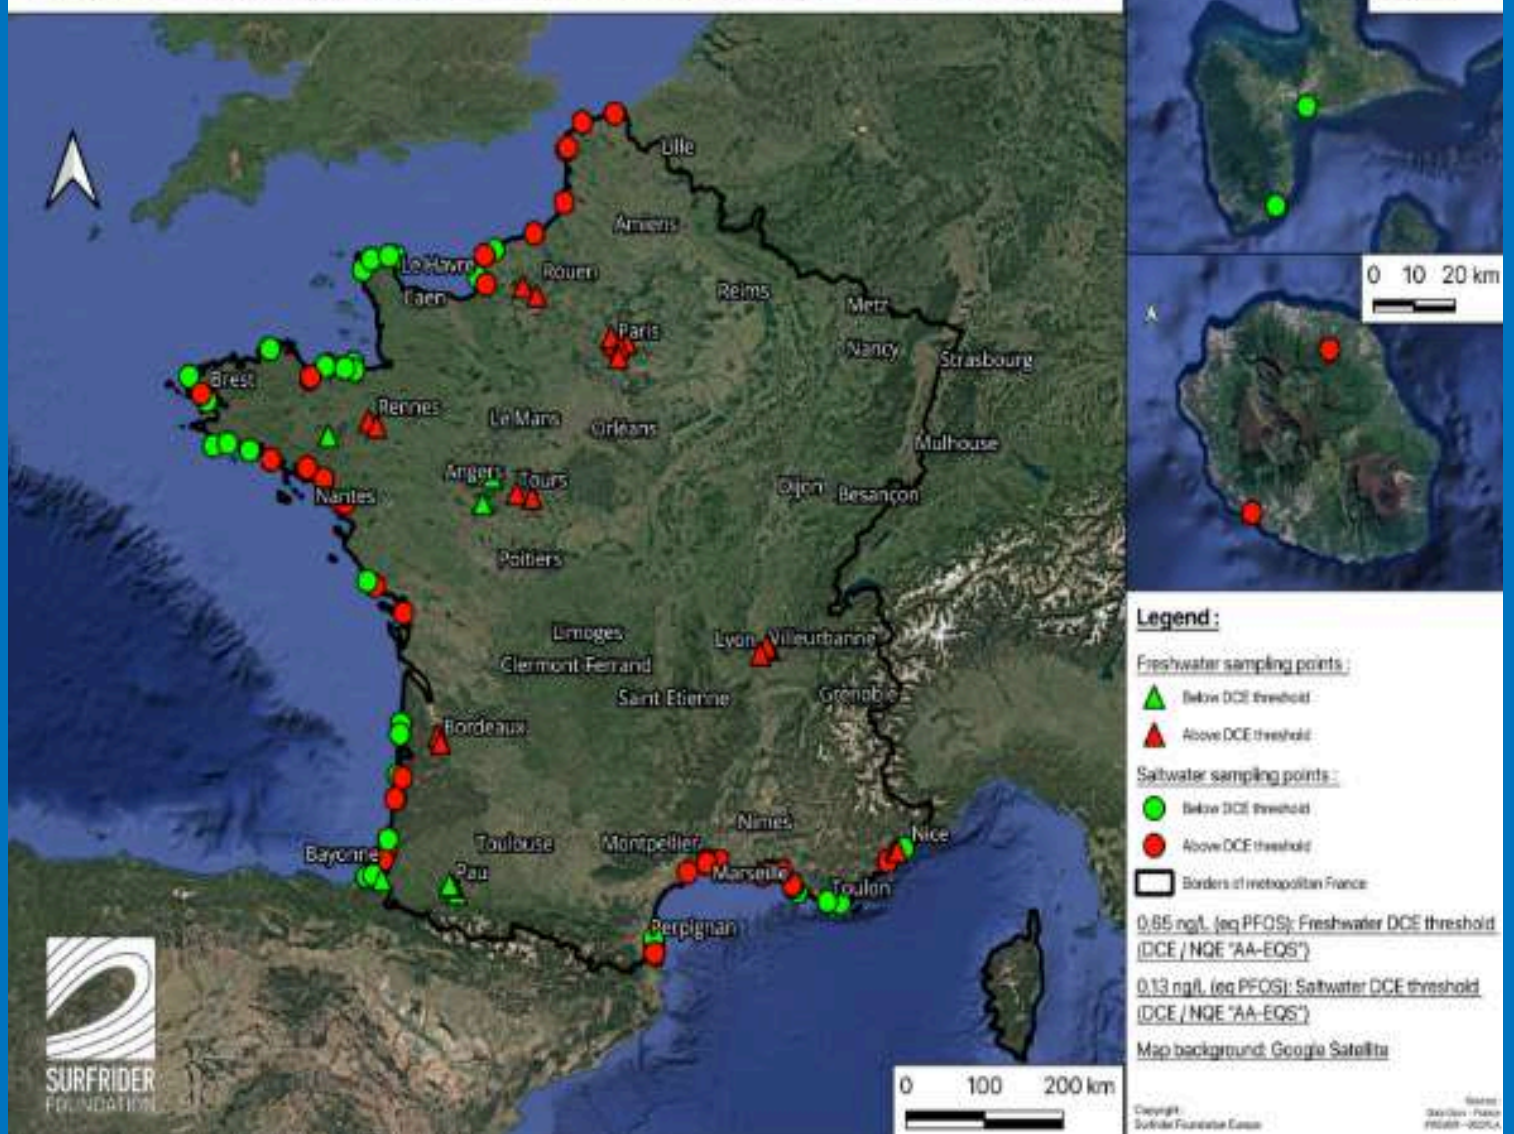 Lille
Amiens
Le Havre
Rouen
Caen
Reims
Metz
Paris
Nancy
Strasbourg
Brest
Rennes
Le Mans
Orléans
Mulhouse
Angers
Tours
Nantes
Dijon
Besançon
Poitiers
Limoges
Lyon
Villeurbanne
Clermont-Ferrand
Saint Etienne
Grenoble
Bordeaux
Nîmes
Nice
Bayonne
Toulouse
Montpellier
Pau
Marseille
Toulon
Perpignan
SURFRIDER
FOUNDATION
0 100 200 km
0 10 20 km
Legend :
Freshwater sampling points :
Below DCE threshold
Above DCE threshold
Saltwater sampling points :
Below DCE threshold
Above DCE threshold
Borders of metropolitan France
0,65 ng/L (eq PFOS): Freshwater DCE threshold
(DCE / NQE "AA-EQS")
0.13 ng/L (eq PFOS): Saltwater DCE threshold
(DCE / NQE "AA-EQS")
Map background: Google Satellite
Copyright:
Surfrider Foundation Europe